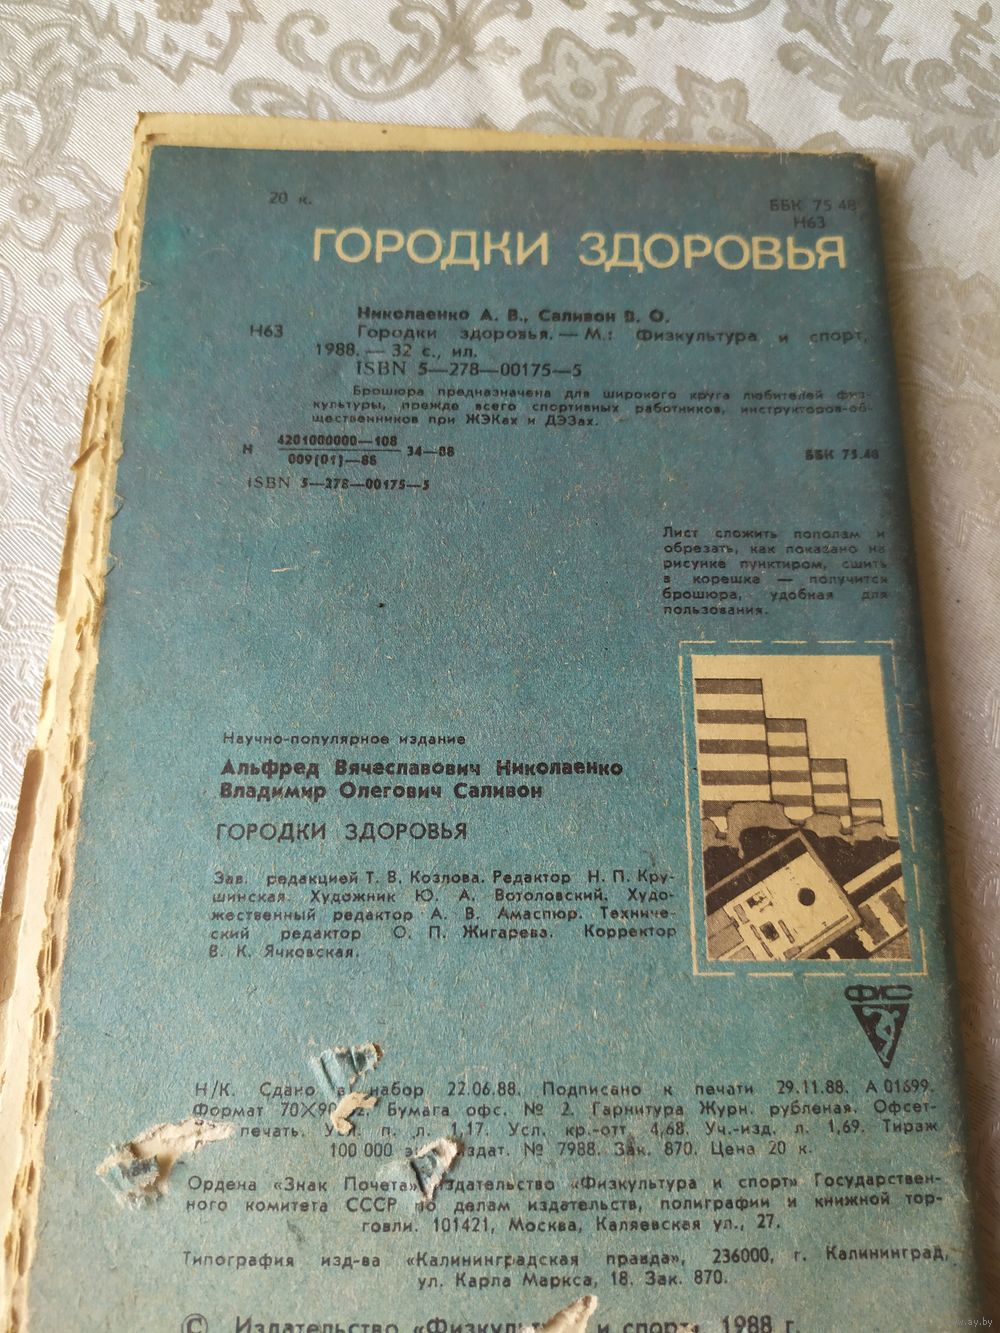 20 к.
ББК 75.48
Н63
ГОРОДКИ ЗДОРОВЬЯ
Николаенко А. В., Саливон В. О.
Н63 Городки здоровья. — М.: Физкультура и спорт,
1988. — 32 с., ил.
ISBN 5—278—00175—5
Брошюра предназначена для широкого круга любителей физ-
культуры, прежде всего спортивных работников, инструкторов-об-
щественников при ЖЭКах и ДЭЗах.
Н 4201000000—108 34—88
009(01)—88
ББК 75.48
ISBN 5—278—00175—5
Лист сложить пополам и
обрезать, как показано на
рисунке пунктиром, сшить
в корешке — получится
брошюра, удобная для
пользования.
Научно-популярное издание
Альфред Вячеславович Николаенко
Владимир Олегович Саливон
ГОРОДКИ ЗДОРОВЬЯ
Зав. редакцией Т. В. Козлова. Редактор Н. П. Кру-
шинская. Художник Ю. А. Вотоловский. Худо-
жественный редактор А. В. Амаспюр. Техниче-
ский редактор О. П. Жигарева. Корректор
В. К. Ячковская.
ФС
Н/К. Сдано в набор 22.06.88. Подписано к печати 29.11.88. А 01699.
Формат Бумага офс. № 2. Гарнитура Журн. рубленая. Офсет-
печать. Усл. п. л. 1,17. Усл. кр.-отт. 4,68. Уч.-изд. л. 1,69. Тираж
100 000 Издат. № 7988. Зак. 870. Цена 20 к.
Ордена «Знак Почета» издательство «Физкультура и спорт» Государствен-
ного комитета СССР по делам издательств, полиграфии и книжной тор-
говли. 101421, Москва, Каляевская ул., 27.
Типография изд-ва «Калининградская правда», 236000, г. Калининград,
ул. Карла Маркса, 18. Зак. 870.
© Издательство «Физкультура и спорт», 1988 г.
www.ay.by